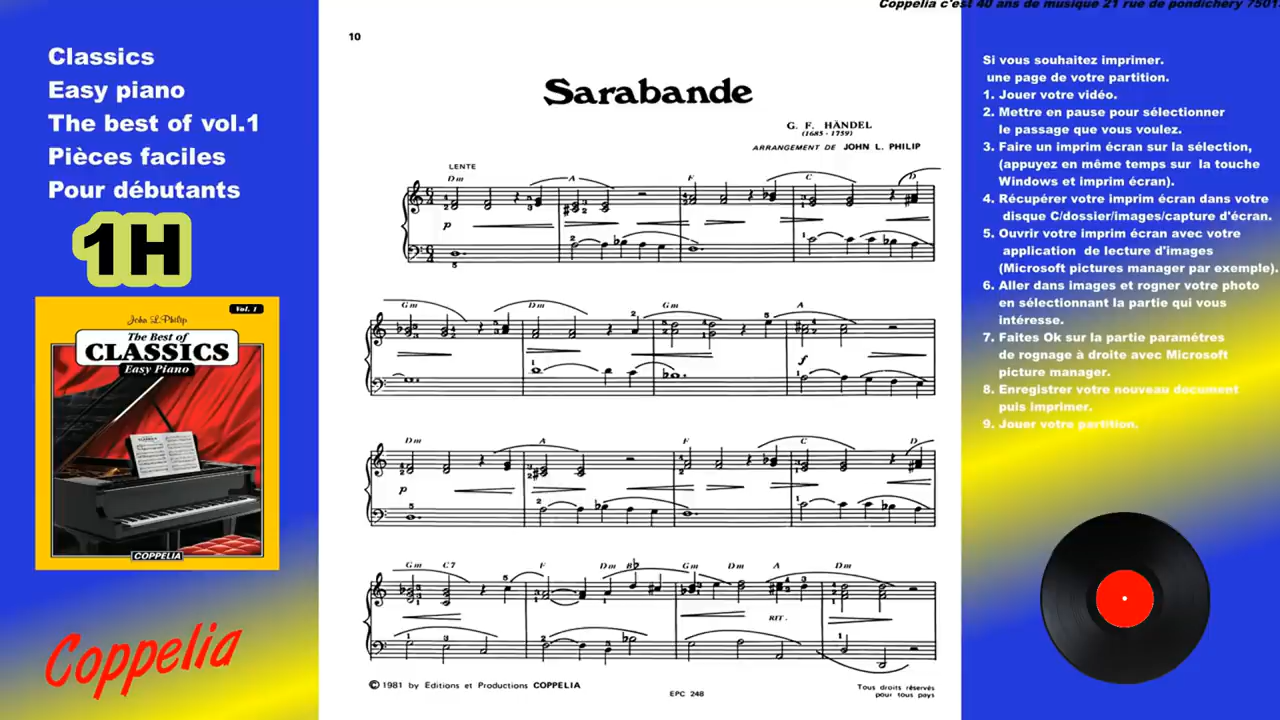 Coppelia c'est 40 ans de musique 21 rue de pondichery 7501
Classics
Easy piano
The best of vol.1
Pièces faciles
Pour débutants
1H
Vol. 1
John L. Philip
The Best of
CLASSICS
Easy Piano
COPPELIA
Coppelia
10
Sarabande
G. F. HÄNDEL
(1685 - 1759)
ARRANGEMENT DE JOHN L. PHILIP
LENTE
Dm A F C D
p
Gm Dm Gm A
f
Dm A F C D
p
Gm C7 F Dm Bb Gm Dm A Dm
RIT.
© 1981 by Editions et Productions COPPELIA
EPC 248
Tous droits réservés
pour tous pays
Si vous souhaitez imprimer.
une page de votre partition.
1. Jouer votre vidéo.
2. Mettre en pause pour sélectionner
le passage que vous voulez.
3. Faire un imprim écran sur la sélection,
(appuyez en même temps sur la touche
Windows et imprim écran).
4. Récupérer votre imprim écran dans votre
disque C/dossier/images/capture d'écran.
5. Ouvrir votre imprim écran avec votre
application de lecture d'images
(Microsoft pictures manager par exemple).
6. Aller dans images et rogner votre photo
en sélectionnant la partie qui vous
intéresse.
7. Faites Ok sur la partie paramétres
de rognage à droite avec Microsoft
picture manager.
8. Enregistrer votre nouveau document
puis imprimer.
9. Jouer votre partition.